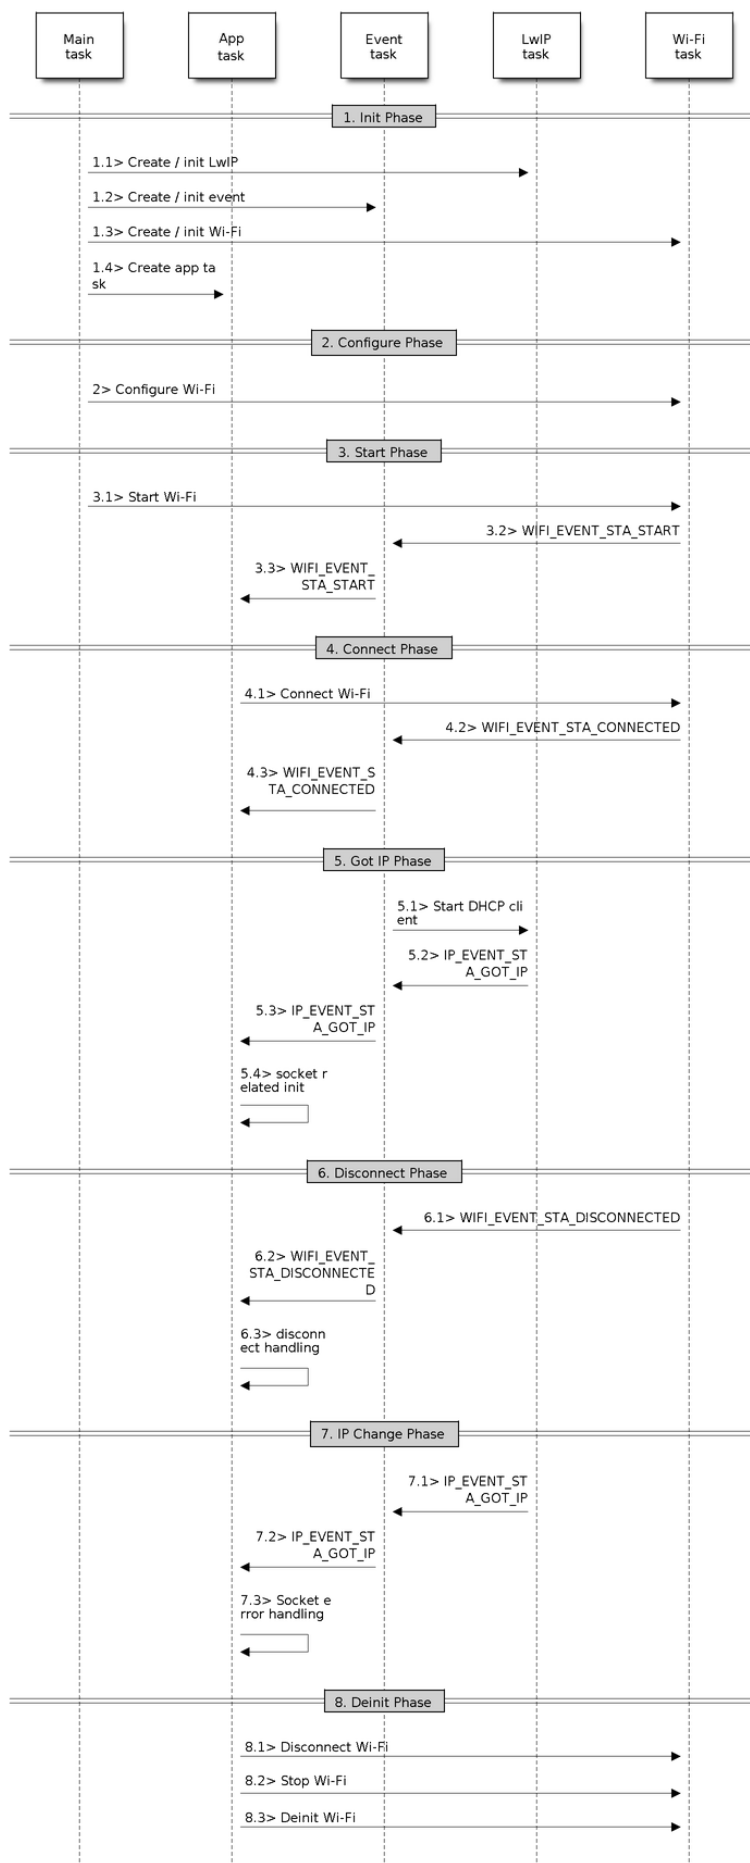 Main
task
App
task
Event
task
LwIP
task
Wi-Fi
task
1. Init Phase
1.1> Create / init LwIP
1.2> Create / init event
1.3> Create / init Wi-Fi
1.4> Create app ta
sk
2. Configure Phase
2> Configure Wi-Fi
3. Start Phase
3.1> Start Wi-Fi
3.2> WIFI_EVENT_STA_START
3.3> WIFI_EVENT_
STA_START
4. Connect Phase
4.1> Connect Wi-Fi
4.2> WIFI_EVENT_STA_CONNECTED
4.3> WIFI_EVENT_S
TA_CONNECTED
5. Got IP Phase
5.1> Start DHCP cli
ent
5.2> IP_EVENT_ST
A_GOT_IP
5.3> IP_EVENT_ST
A_GOT_IP
5.4> socket r
elated init
6. Disconnect Phase
6.1> WIFI_EVENT_STA_DISCONNECTED
6.2> WIFI_EVENT_
STA_DISCONNECTE
D
6.3> disconn
ect handling
7. IP Change Phase
7.1> IP_EVENT_ST
A_GOT_IP
7.2> IP_EVENT_ST
A_GOT_IP
7.3> Socket e
rror handling
8. Deinit Phase
8.1> Disconnect Wi-Fi
8.2> Stop Wi-Fi
8.3> Deinit Wi-Fi